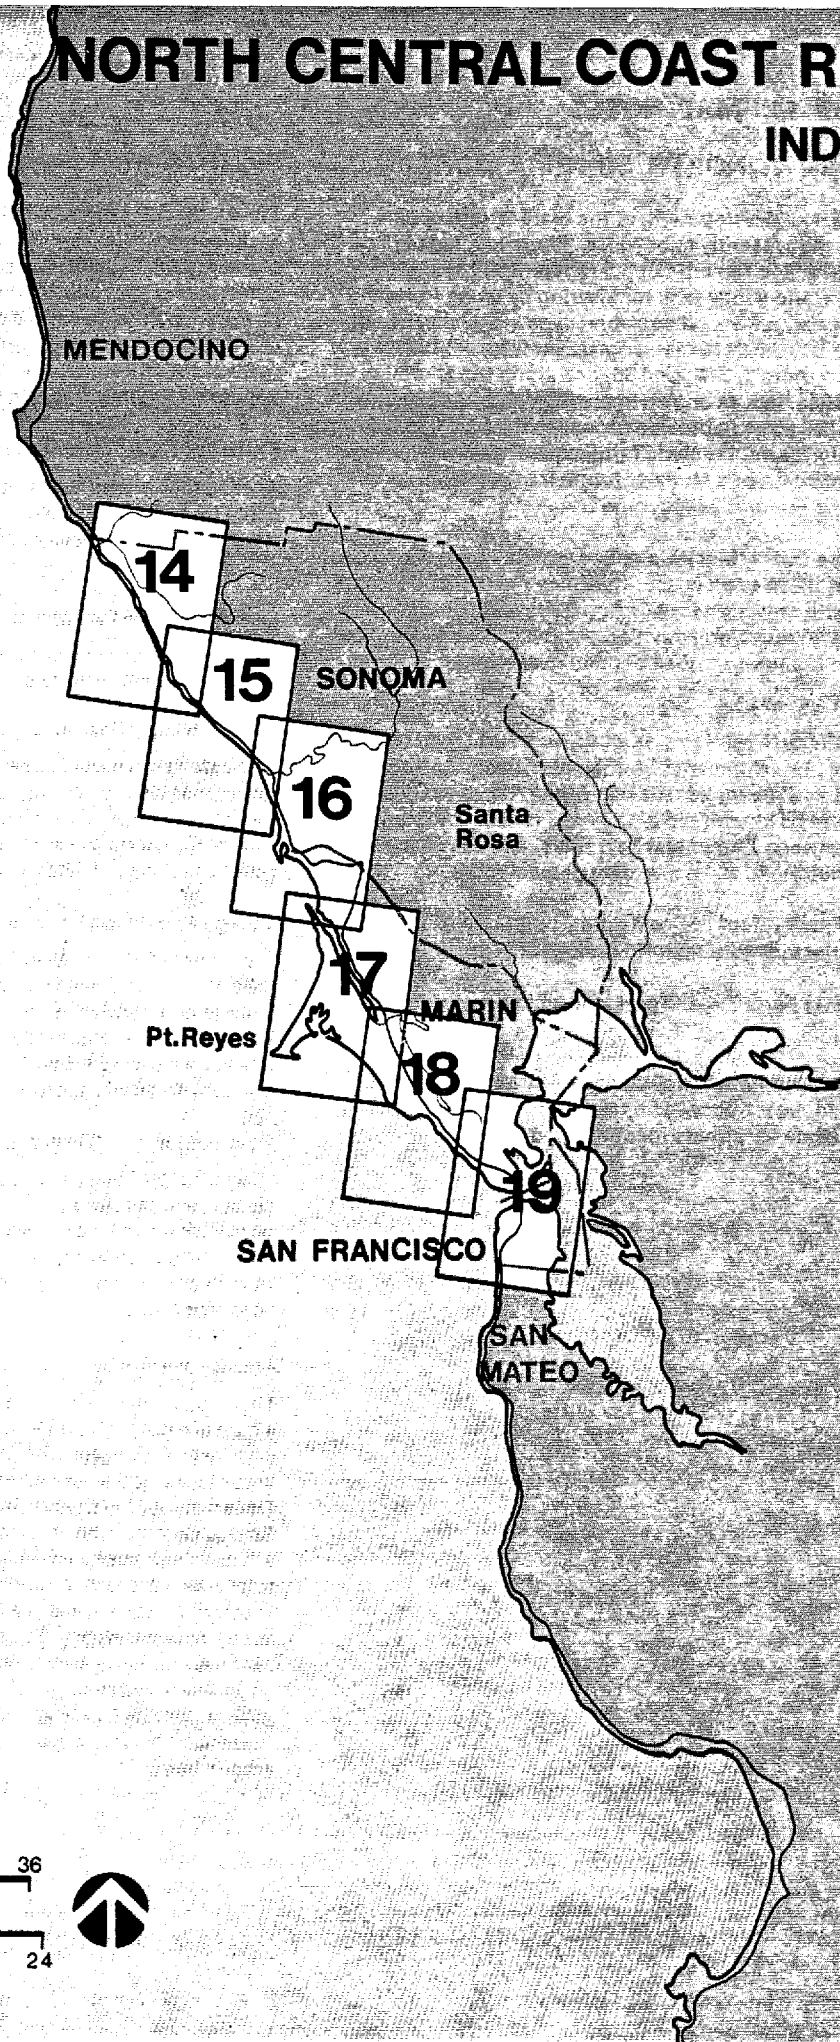 NORTH CENTRAL COAST R
IND
MENDOCINO
14
15
SONOMA
16
Santa
Rosa
17
MARIN
Pt.Reyes
18
19
SAN FRANCISCO
SAN
MATEO
36
24